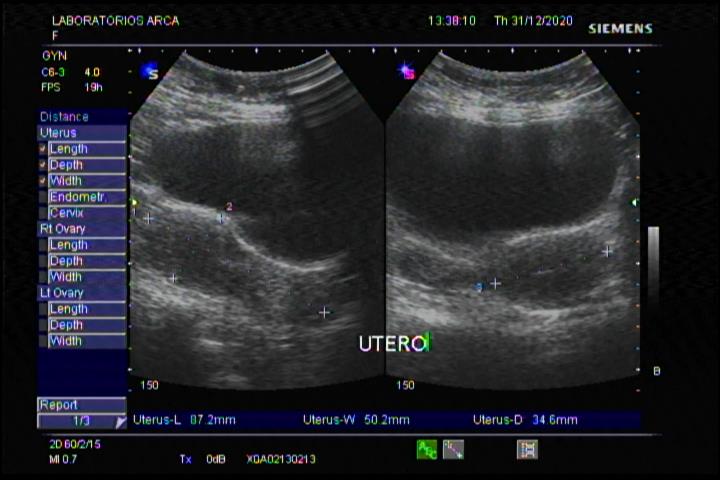 LABORATORIOS ARCA
F
13:38:10 Th 31/12/2020
SIEMENS
GYN
C6-3 4.0
FPS 19h
Distance
Uterus
Length
Depth
Width
Endometr.
Cervix
Rt Ovary
Length
Depth
Width
Lt Ovary
Length
Depth
Width
Report
1/3
S
S
1
2
3
UTERO
150
150
B
Uterus-L 87.2mm Uterus-W 50.2mm Uterus-D 34.6mm
2D 60/2/15
MI 0.7 Tx 0dB X0A02130213
ABC